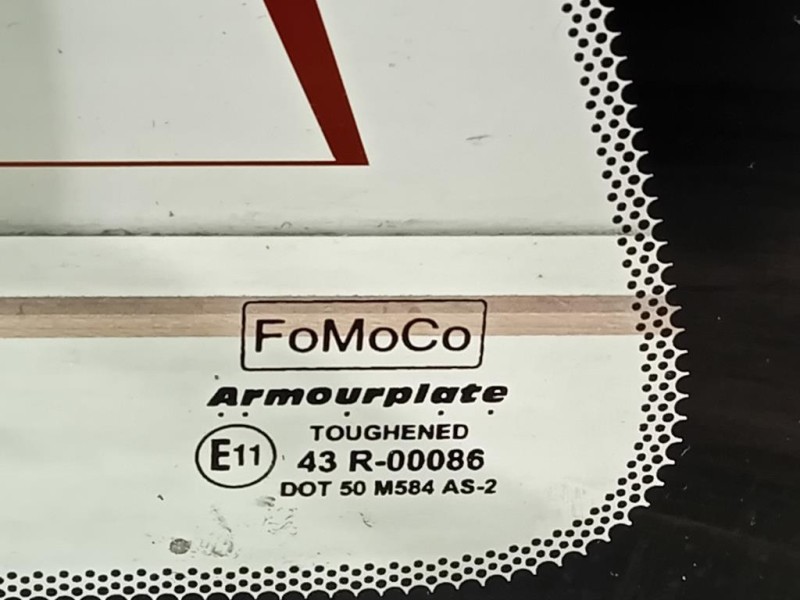 FoMoCo
Armourplate
TOUGHENED
E11 43 R-00086
DOT 50 M584 AS-2